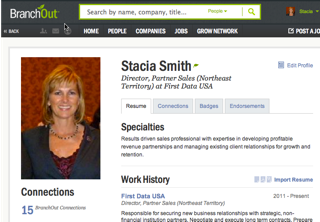 BranchOut
Search by name, company, title...
People
Stacia
BACK
HOME PEOPLE COMPANIES JOBS GROW NETWORK
POST A JO
Stacia Smith
Edit Profile
Director, Partner Sales (Northeast
Territory) at First Data USA
Resume Connections Badges Endorsements
Specialties
Results driven sales professional with expertise in developing profitable
revenue partnerships and managing existing client relationships for growth and
retention.
Connections
15 BranchOut Connections
Work History
Import Resume
First Data USA
2011 - Present
Director, Partner Sales (Northeast Territory)
Responsible for securing new business relationships with strategic, non-
financial institution partners. Negotiate and execute long term contracts. Prepare